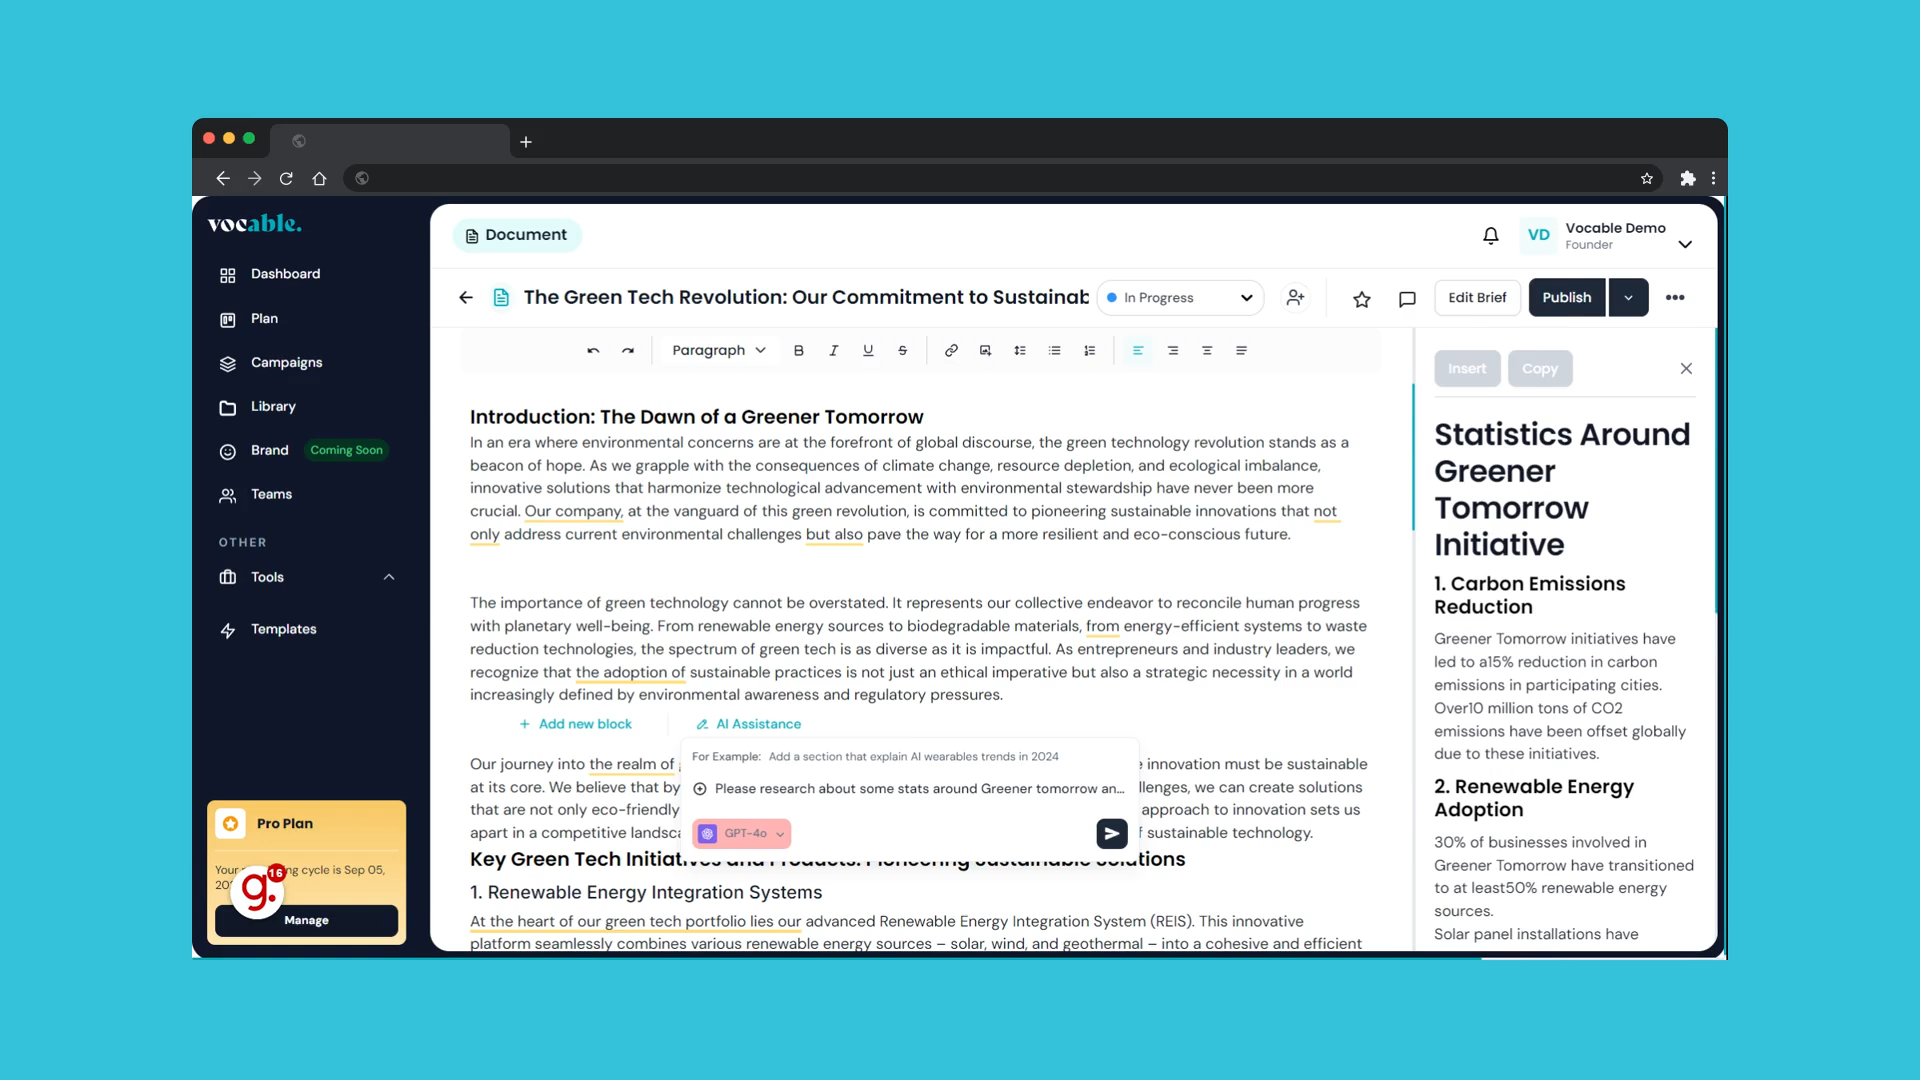 vocable.
Dashboard
Plan
Campaigns
Library
Brand Coming Soon
Teams
OTHER
Tools
Templates
Pro Plan
Your ng cycle is Sep 05,
20
g. 16
Manage
Document
VD Vocable Demo
Founder
The Green Tech Revolution: Our Commitment to Sustainab
In Progress
Edit Brief
Publish
Paragraph
B I U S
Introduction: The Dawn of a Greener Tomorrow
In an era where environmental concerns are at the forefront of global discourse, the green technology revolution stands as a
beacon of hope. As we grapple with the consequences of climate change, resource depletion, and ecological imbalance,
innovative solutions that harmonize technological advancement with environmental stewardship have never been more
crucial. Our company, at the vanguard of this green revolution, is committed to pioneering sustainable innovations that not
only address current environmental challenges but also pave the way for a more resilient and eco-conscious future.
The importance of green technology cannot be overstated. It represents our collective endeavor to reconcile human progress
with planetary well-being. From renewable energy sources to biodegradable materials, from energy-efficient systems to waste
reduction technologies, the spectrum of green tech is as diverse as it is impactful. As entrepreneurs and industry leaders, we
recognize that the adoption of sustainable practices is not just an ethical imperative but also a strategic necessity in a world
increasingly defined by environmental awareness and regulatory pressures.
+ Add new block
AI Assistance
For Example: Add a section that explain AI wearables trends in 2024
Please research about some stats around Greener tomorrow an...
GPT-4o
Our journey into the realm of innovation must be sustainable
at its core. We believe that by llenges, we can create solutions
that are not only eco-friendly approach to innovation sets us
apart in a competitive landsca f sustainable technology.
Key Green Tech Initiatives and Products: Pioneering Sustainable Solutions
1. Renewable Energy Integration Systems
At the heart of our green tech portfolio lies our advanced Renewable Energy Integration System (REIS). This innovative
platform seamlessly combines various renewable energy sources – solar, wind, and geothermal – into a cohesive and efficient
Insert
Copy
Statistics Around
Greener
Tomorrow
Initiative
1. Carbon Emissions
Reduction
Greener Tomorrow initiatives have
led to a15% reduction in carbon
emissions in participating cities.
Over10 million tons of CO2
emissions have been offset globally
due to these initiatives.
2. Renewable Energy
Adoption
30% of businesses involved in
Greener Tomorrow have transitioned
to at least50% renewable energy
sources.
Solar panel installations have